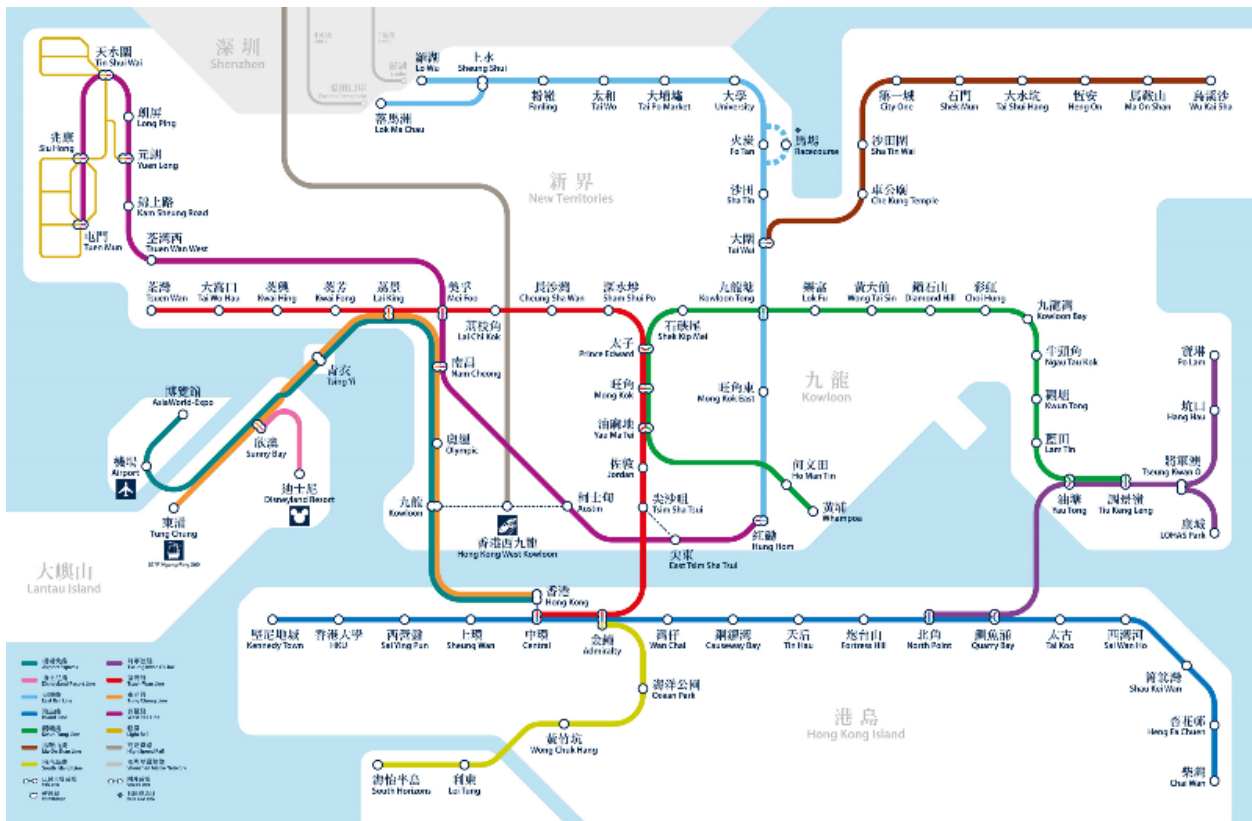 深圳
Shenzhen
天水圍
Tin Shui Wai
朗屏
Long Ping
兆康
Siu Hong
元朗
Yuen Long
錦上路
Kam Sheung Road
屯門
Tuen Mun
荃灣西
Tsuen Wan West
羅湖
Lo Wu
上水
Sheung Shui
落馬洲
Lok Ma Chau
粉嶺
Fanling
太和
Tai Wo
大埔墟
Tai Po Market
大學
University
火炭
Fo Tan
馬場
Racecourse
沙田
Sha Tin
大圍
Tai Wai
新界
New Territories
第一城
City One
石門
Shek Mun
大水坑
Tai Shui Hang
恆安
Heng On
馬鞍山
Ma On Shan
烏溪沙
Wu Kai Sha
沙田圍
Sha Tin Wai
車公廟
Che Kung Temple
荃灣
Tsuen Wan
大窩口
Tai Wo Hau
葵興
Kwai Hing
葵芳
Kwai Fong
荔景
Lai King
美孚
Mei Foo
荔枝角
Lai Chi Kok
長沙灣
Cheung Sha Wan
深水埗
Sham Shui Po
石硤尾
Shek Kip Mei
九龍塘
Kowloon Tong
樂富
Lok Fu
黃大仙
Wong Tai Sin
鑽石山
Diamond Hill
彩虹
Choi Hung
九龍灣
Kowloon Bay
牛頭角
Ngau Tau Kok
觀塘
Kwun Tong
藍田
Lam Tin
寶琳
Po Lam
坑口
Hang Hau
將軍澳
Tseung Kwan O
康城
LOHAS Park
油塘
Yau Tong
調景嶺
Tiu Keng Leng
太子
Prince Edward
旺角
Mong Kok
油麻地
Yau Ma Tei
佐敦
Jordan
尖沙咀
Tsim Sha Tsui
旺角東
Mong Kok East
九龍
Kowloon
何文田
Ho Man Tin
黃埔
Whampoa
紅磡
Hung Hom
尖東
East Tsim Sha Tsui
柯士甸
Austin
香港西九龍
Hong Kong West Kowloon
南昌
Nam Cheong
奧運
Olympic
九龍
Kowloon
青衣
Tsing Yi
博覽館
AsiaWorld-Expo
機場
Airport
欣澳
Sunny Bay
迪士尼
Disneyland Resort
東涌
Tung Chung
大嶼山
Lantau Island
香港
Hong Kong
堅尼地城
Kennedy Town
香港大學
HKU
西營盤
Sai Ying Pun
上環
Sheung Wan
中環
Central
金鐘
Admiralty
灣仔
Wan Chai
銅鑼灣
Causeway Bay
天后
Tin Hau
炮台山
Fortress Hill
北角
North Point
鰂魚涌
Quarry Bay
太古
Tai Koo
西灣河
Sai Wan Ho
筲箕灣
Shau Kei Wan
杏花邨
Heng Fa Chuen
柴灣
Chai Wan
海洋公園
Ocean Park
黃竹坑
Wong Chuk Hang
利東
Lei Tung
海怡半島
South Horizons
港島
Hong Kong Island